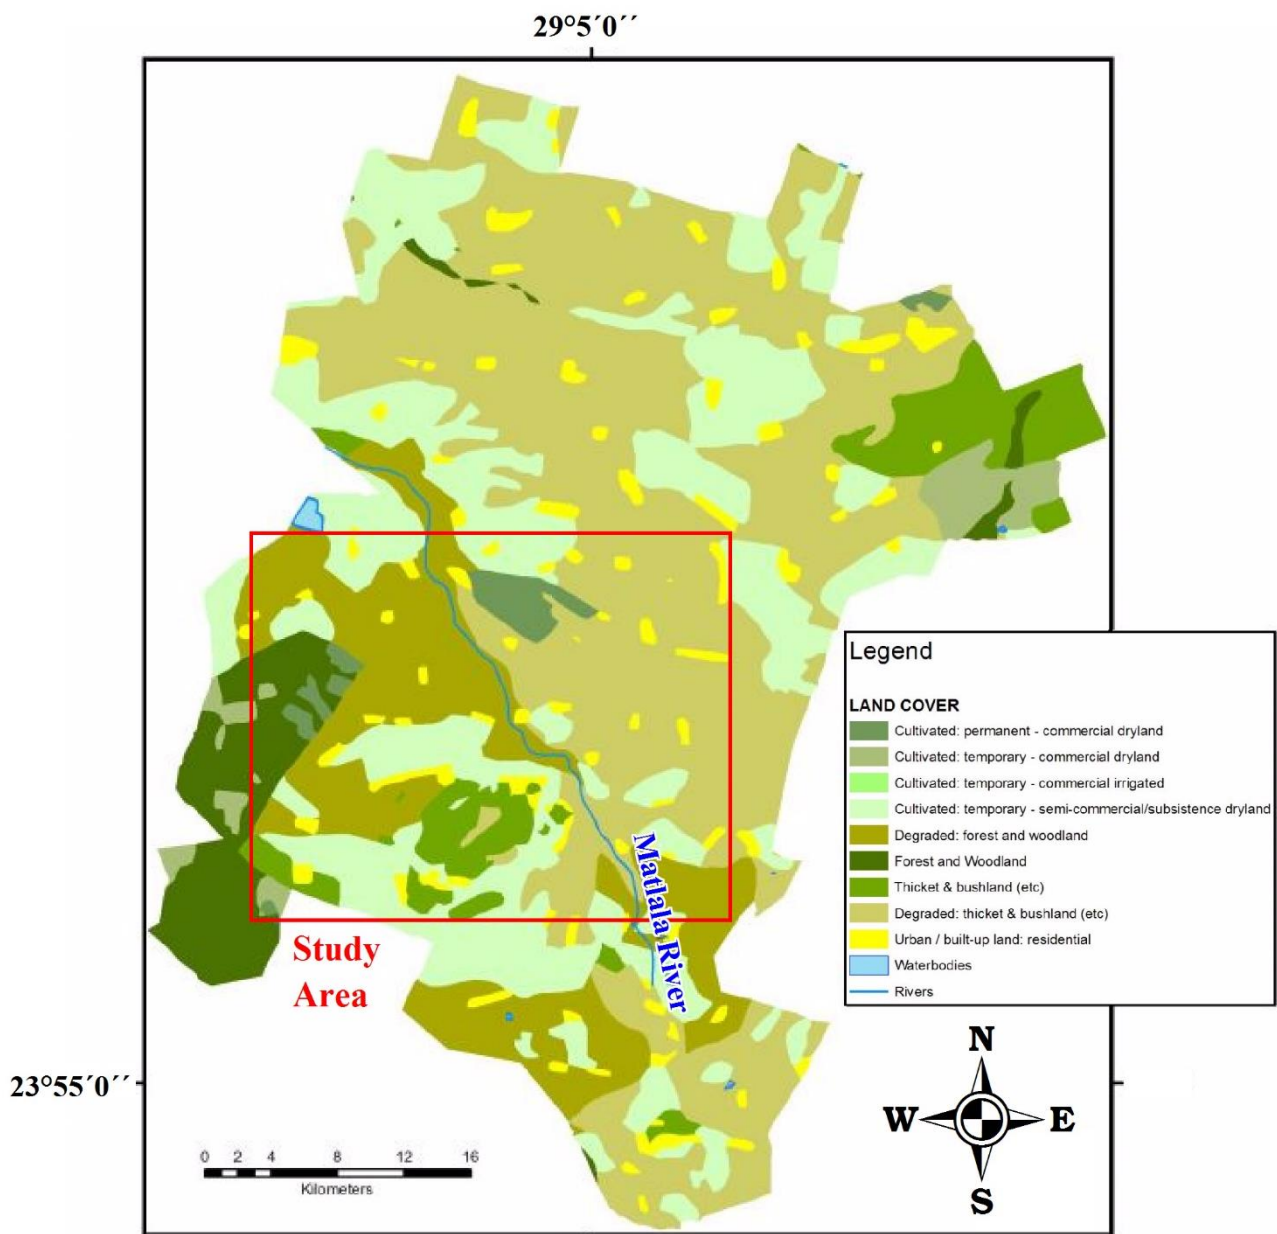 29°5´0´´
Legend
LAND COVER
Cultivated: permanent - commercial dryland
Cultivated: temporary - commercial dryland
Cultivated: temporary - commercial irrigated
Cultivated: temporary - semi-commercial/subsistence dryland
Degraded: forest and woodland
Forest and Woodland
Thicket & bushland (etc)
Degraded: thicket & bushland (etc)
Urban / built-up land: residential
Waterbodies
Rivers
Matlala River
Study
Area
23°55´0´´
N
W
E
S
0 2 4 8 12 16
Kilometers